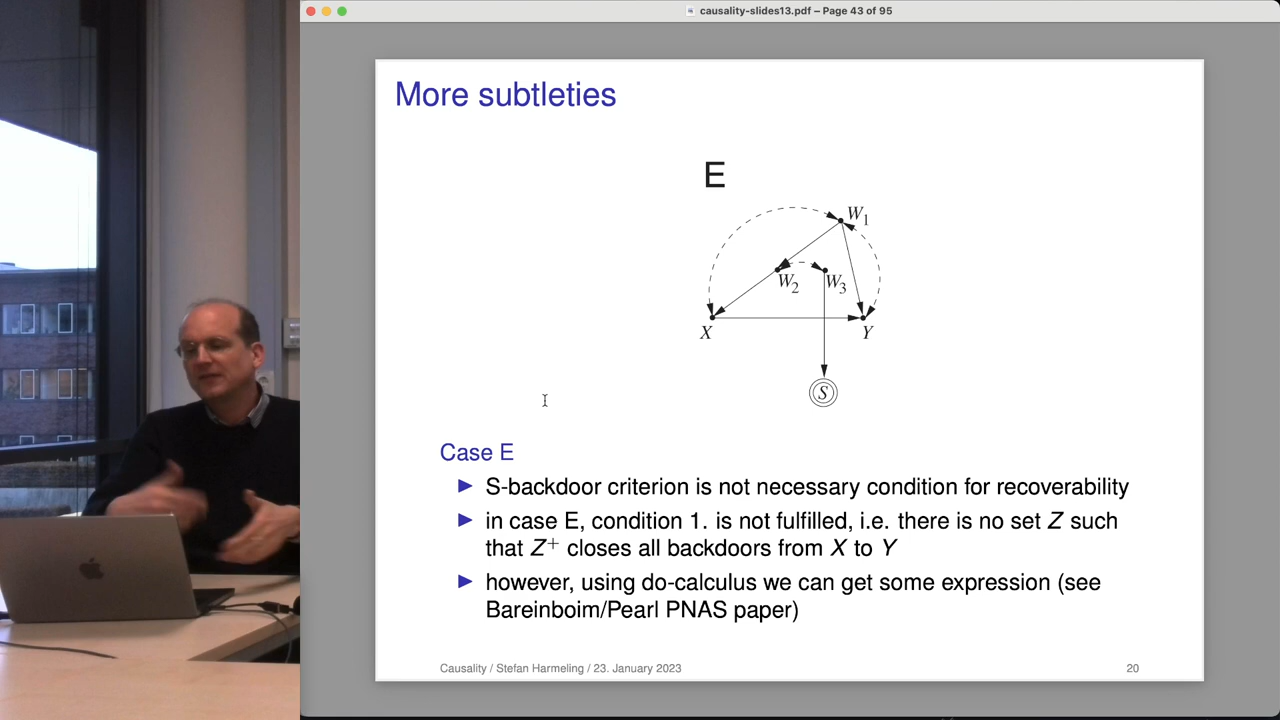 causality-slides13.pdf – Page 43 of 95
More subtleties
E
W1
W2
W3
X
Y
S
Case E
S-backdoor criterion is not necessary condition for recoverability
in case E, condition 1. is not fulfilled, i.e. there is no set Z such
that Z+ closes all backdoors from X to Y
however, using do-calculus we can get some expression (see
Bareinboim/Pearl PNAS paper)
Causality / Stefan Harmeling / 23. January 2023
20